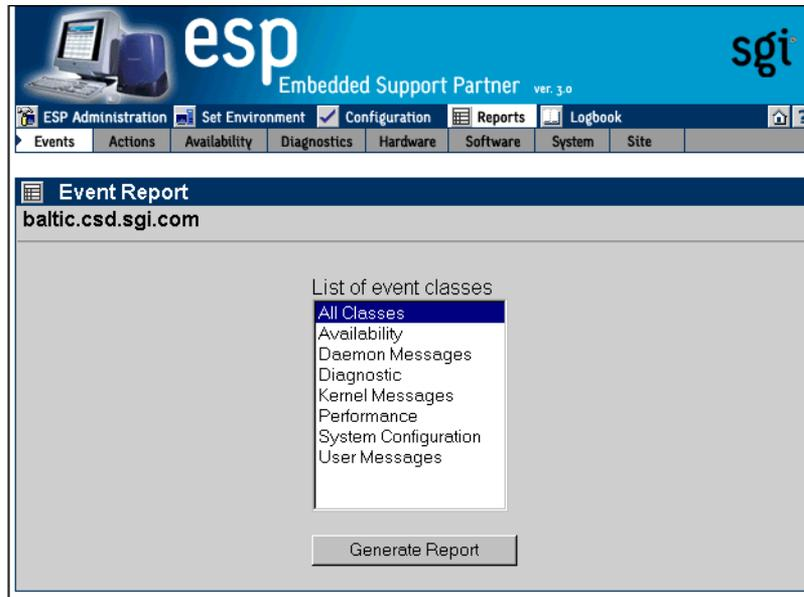 esp
Embedded Support Partner ver. 3.0
sgi
ESP Administration Set Environment Configuration Reports Logbook
Events Actions Availability Diagnostics Hardware Software System Site
Event Report
baltic.csd.sgi.com
List of event classes
All Classes
Availability
Daemon Messages
Diagnostic
Kernel Messages
Performance
System Configuration
User Messages
Generate Report